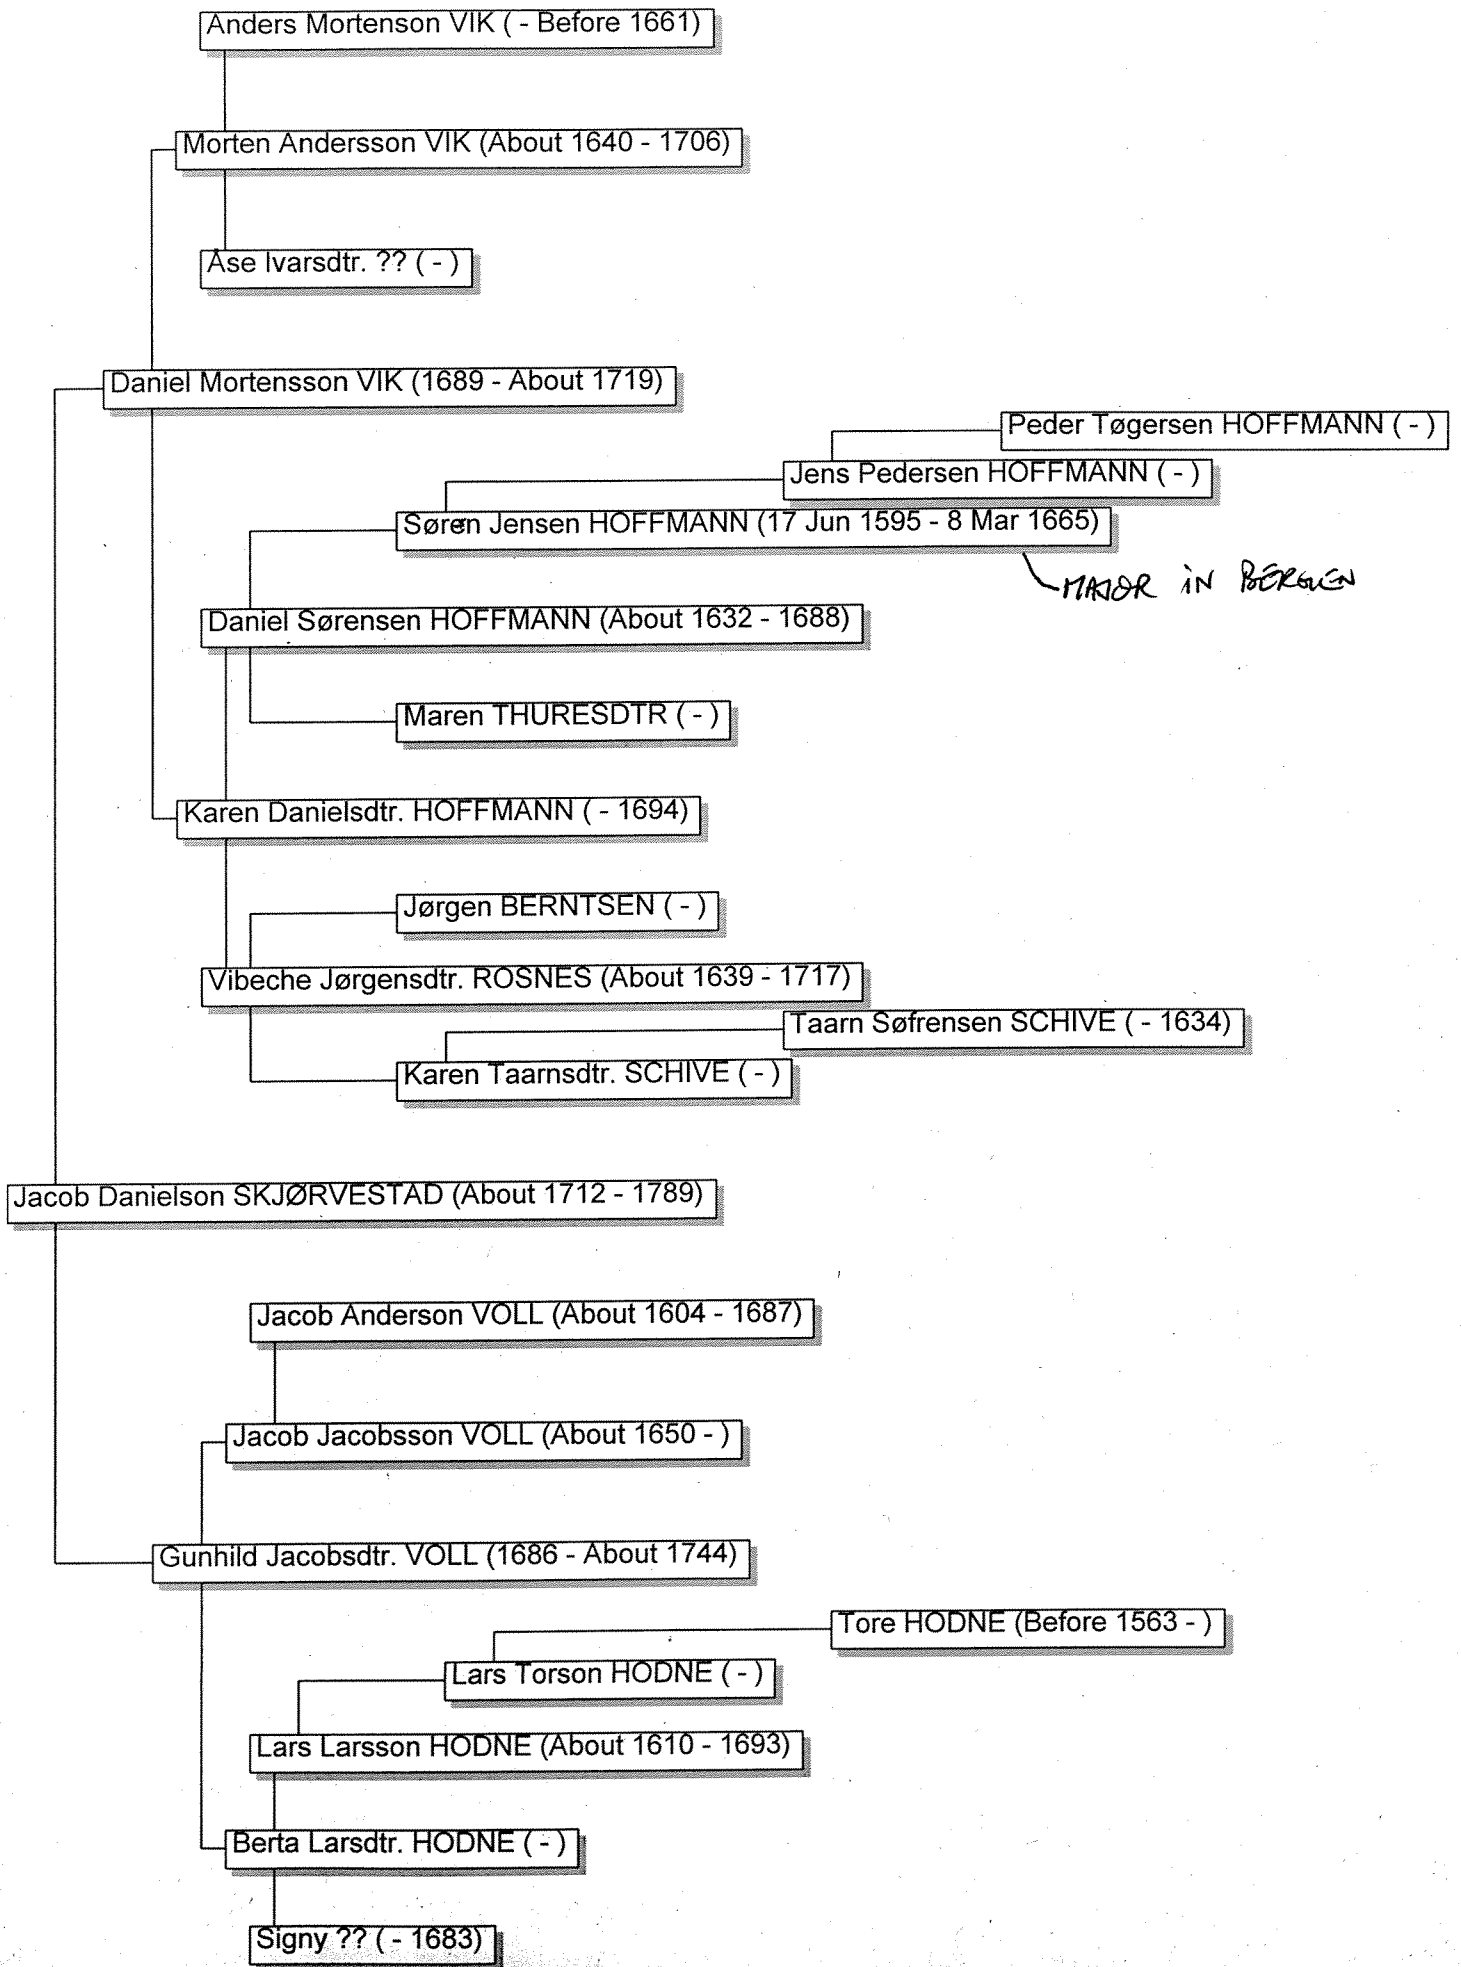 Anders Mortenson VIK ( - Before 1661)
Morten Andersson VIK (About 1640 - 1706)
Åse Ivarsdtr. ?? ( - )
Daniel Mortensson VIK (1689 - About 1719)
Peder Tøgersen HOFFMANN ( - )
Jens Pedersen HOFFMANN ( - )
Søren Jensen HOFFMANN (17 Jun 1595 - 8 Mar 1665)
MAJOR IN BERGEN
Daniel Sørensen HOFFMANN (About 1632 - 1688)
Maren THURESDTR ( - )
Karen Danielsdtr. HOFFMANN ( - 1694)
Jørgen BERNTSEN ( - )
Vibeche Jørgensdtr. ROSNES (About 1639 - 1717)
Taarn Søfrensen SCHIVE ( - 1634)
Karen Taarnsdtr. SCHIVE ( - )
Jacob Danielson SKJØRVESTAD (About 1712 - 1789)
Jacob Anderson VOLL (About 1604 - 1687)
Jacob Jacobsson VOLL (About 1650 - )
Gunhild Jacobsdtr. VOLL (1686 - About 1744)
Tore HODNE (Before 1563 - )
Lars Torson HODNE ( - )
Lars Larsson HODNE (About 1610 - 1693)
Berta Larsdtr. HODNE ( - )
Signy ?? ( - 1683)